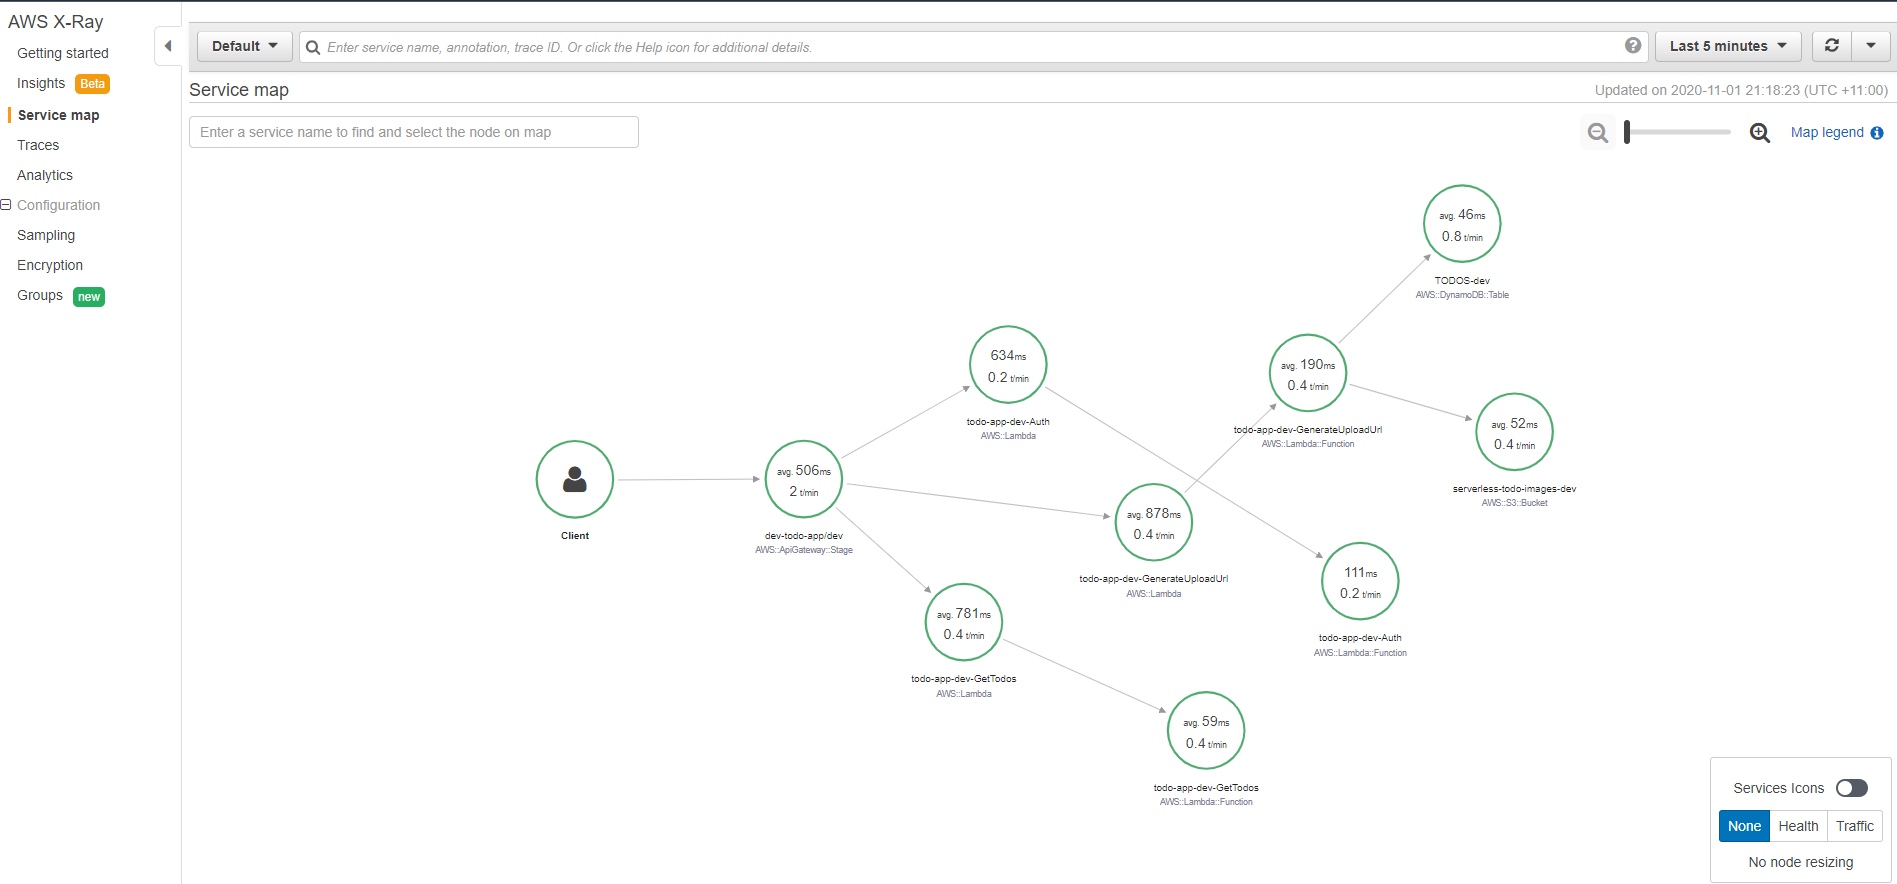 AWS X-Ray
Getting started
Insights Beta
Service map
Traces
Analytics
Configuration
Sampling
Encryption
Groups new
Default
Enter service name, annotation, trace ID. Or click the Help icon for additional details.
Last 5 minutes
Service map
Updated on 2020-11-01 21:18:23 (UTC +11:00)
Enter a service name to find and select the node on map
Map legend
avg. 46ms
0.8 t/min
TODOS-dev
AWS::DynamoDB::Table
634ms
0.2 t/min
todo-app-dev-Auth
AWS::Lambda
avg. 190ms
0.4 t/min
todo-app-dev-GenerateUploadUrl
AWS::Lambda::Function
avg. 52ms
0.4 t/min
serverless-todo-images-dev
AWS::S3::Bucket
Client
avg. 506ms
2 t/min
dev-todo-app/dev
AWS::ApiGateway::Stage
avg. 878ms
0.4 t/min
todo-app-dev-GenerateUploadUrl
AWS::Lambda
111ms
0.2 t/min
todo-app-dev-Auth
AWS::Lambda::Function
avg. 781ms
0.4 t/min
todo-app-dev-GetTodos
AWS::Lambda
avg. 59ms
0.4 t/min
todo-app-dev-GetTodos
AWS::Lambda::Function
Services Icons
None Health Traffic
No node resizing